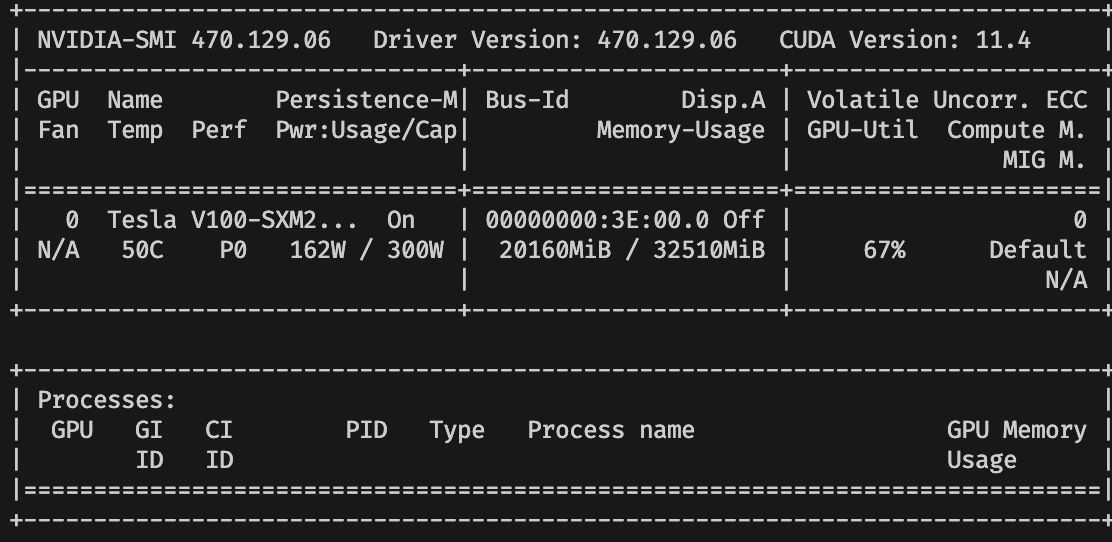 +-----------------------------------------------------------------------------+
| NVIDIA-SMI 470.129.06   Driver Version: 470.129.06   CUDA Version: 11.4     |
|-------------------------------+----------------------+----------------------+
| GPU  Name        Persistence-M| Bus-Id        Disp.A | Volatile Uncorr. ECC |
| Fan  Temp  Perf  Pwr:Usage/Cap|         Memory-Usage | GPU-Util  Compute M. |
|                               |                      |               MIG M. |
|===============================+======================+======================|
|   0  Tesla V100-SXM2...  On   | 00000000:3E:00.0 Off |                    0 |
| N/A   50C    P0   162W / 300W |  20160MiB / 32510MiB |     67%      Default |
|                               |                      |                  N/A |
+-------------------------------+----------------------+----------------------+

+-----------------------------------------------------------------------------+
| Processes:                                                                  |
|  GPU   GI   CI        PID   Type   Process name                  GPU Memory |
|        ID   ID                                                   Usage      |
|=============================================================================|
+-----------------------------------------------------------------------------+